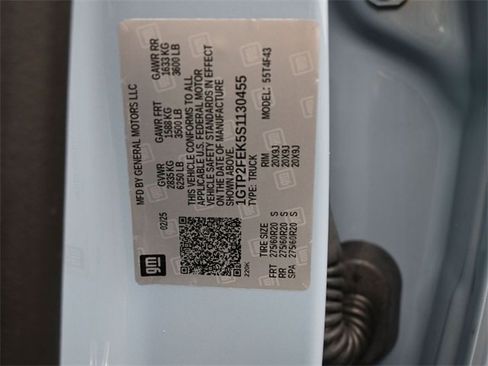 MFD BY GENERAL MOTORS LLC
02/25
gm
GVWR
2835 KG
6250 LB
GAWR FRT
1588 KG
3500 LB
GAWR RR
1633 KG
3600 LB
THIS VEHICLE CONFORMS TO ALL
APPLICABLE U.S. FEDERAL MOTOR
VEHICLE SAFETY STANDARDS IN EFFECT
ON THE DATE OF MANUFACTURE
SHOWN ABOVE.
1GTP2FEK5S1130455
TYPE: TRUCK
MODEL: 55T4F43
220K
TIRE SIZE RIM
FRT 275/60R20 S 20X9J
RR 275/60R20 S 20X9J
SPA 275/60R20 S 20X9J